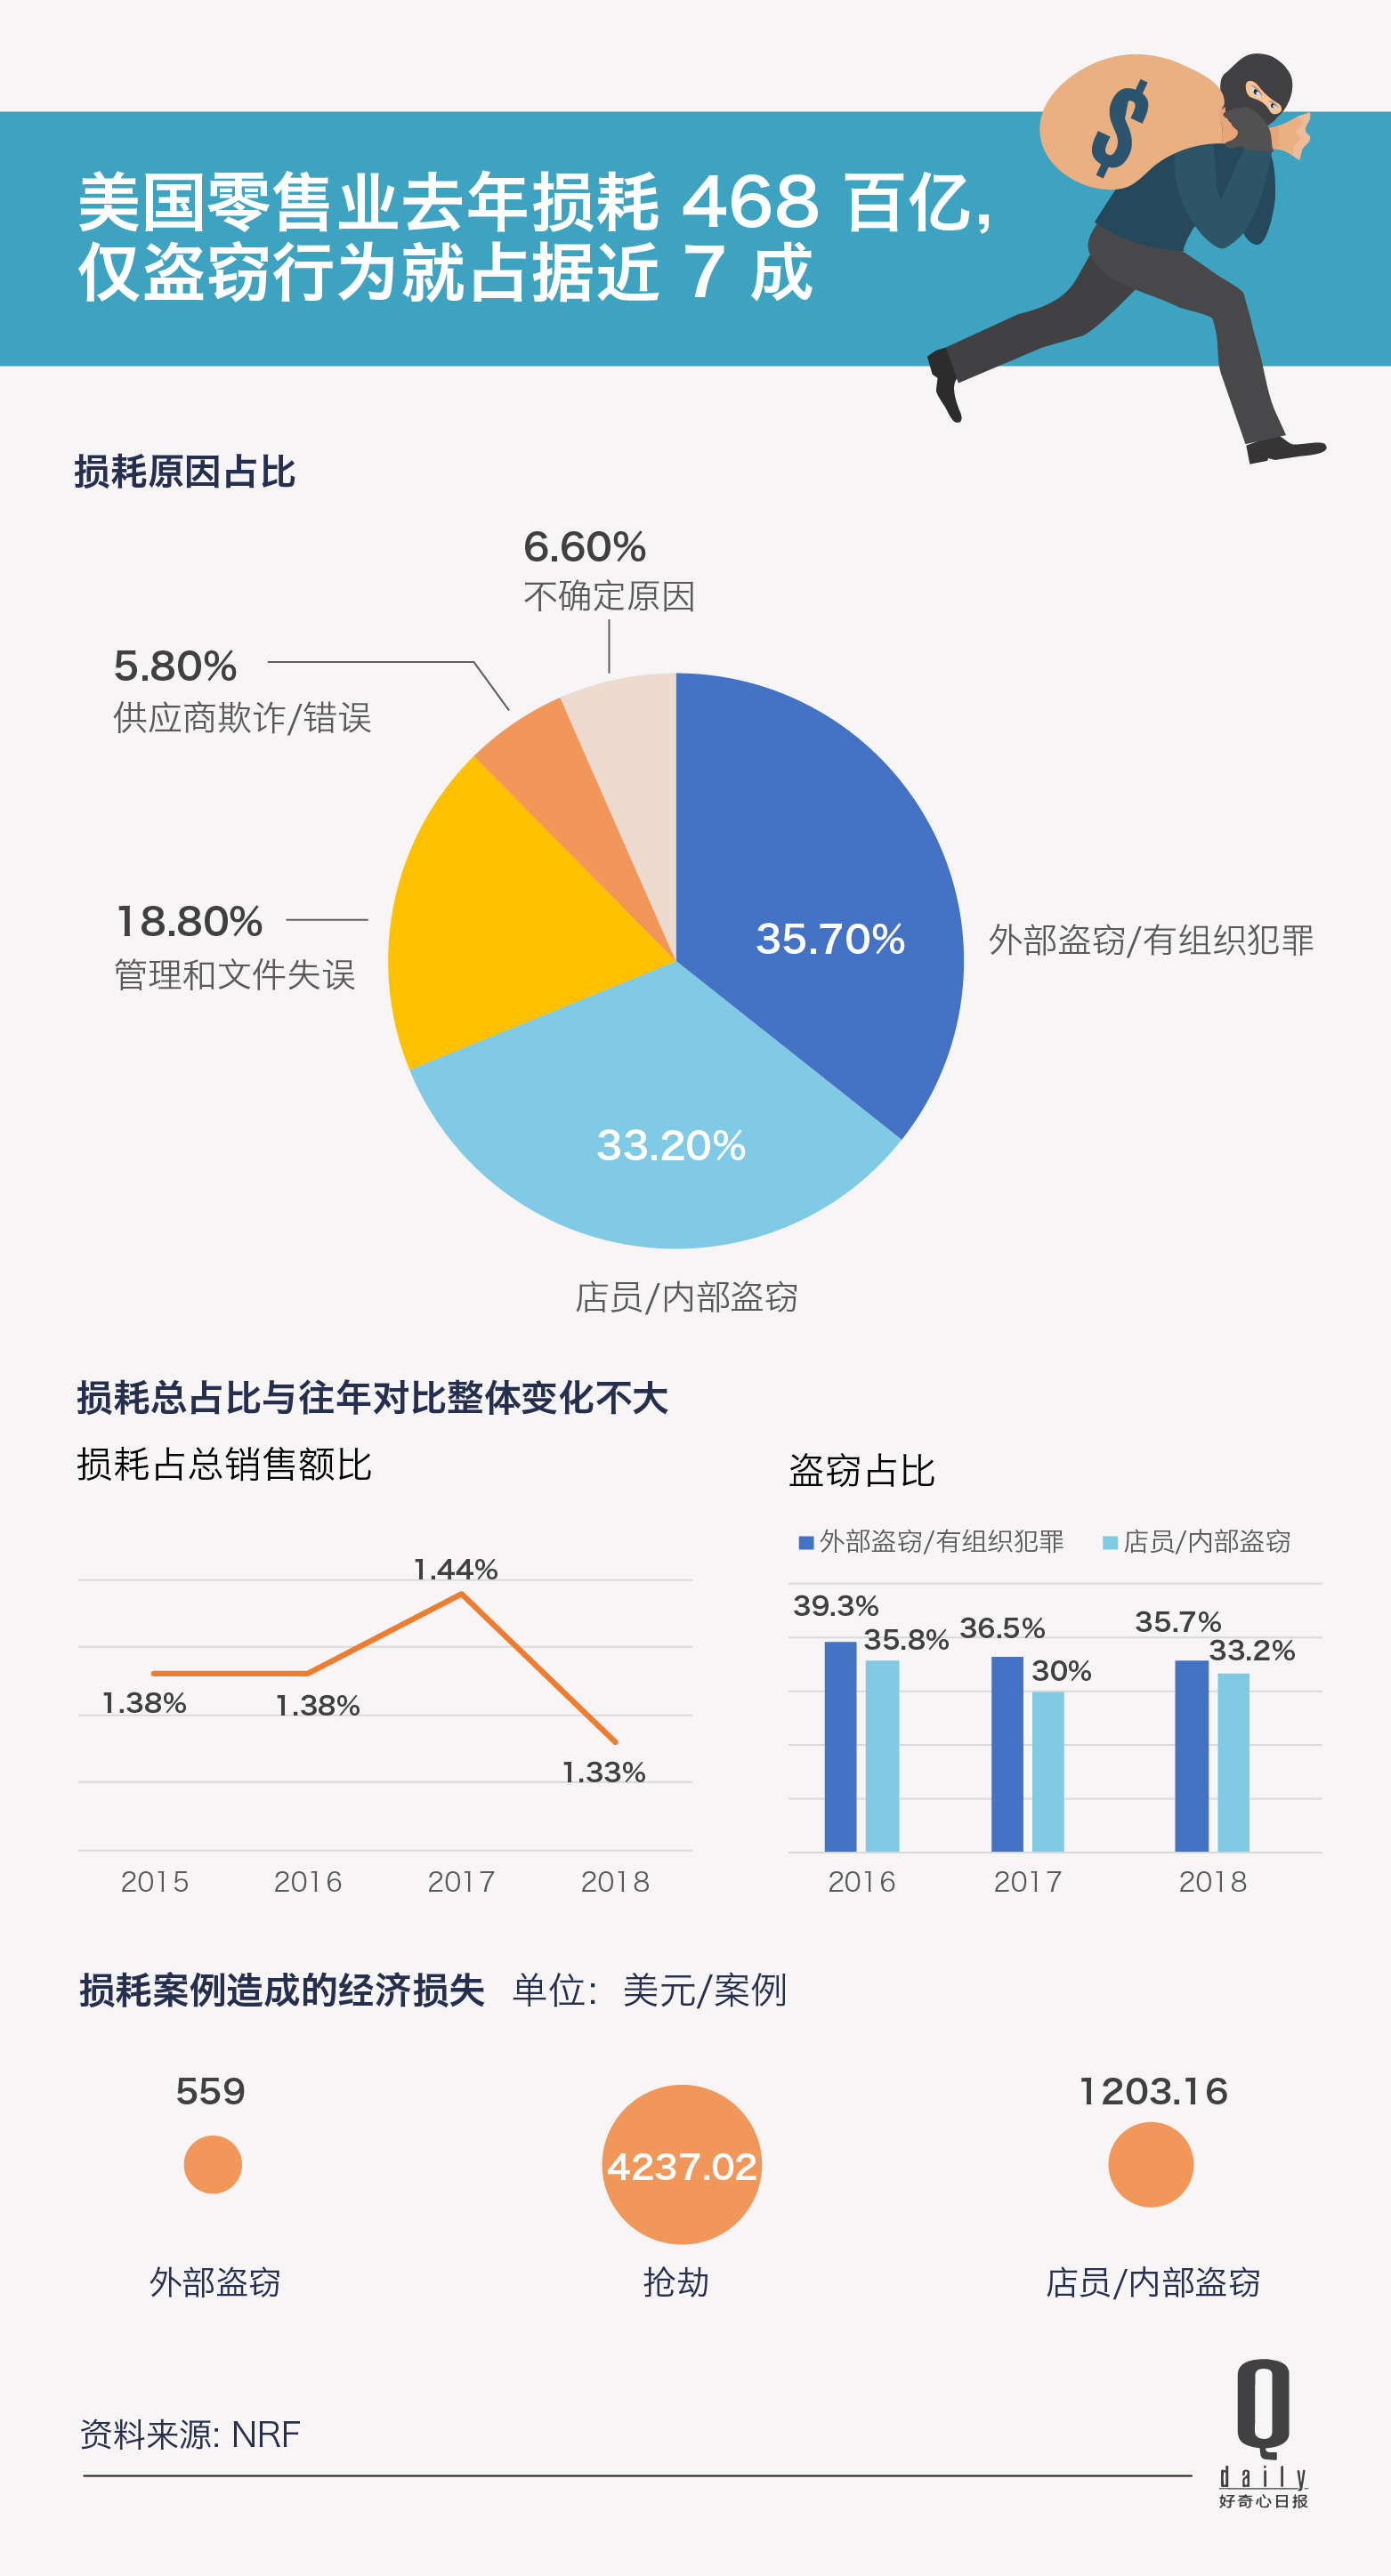 美国零售业去年损耗 468 百亿，
仅盗窃行为就占据近 7 成
$
损耗原因占比
6.60%
不确定原因
5.80%
供应商欺诈/错误
18.80%
管理和文件失误
35.70%
外部盗窃/有组织犯罪
33.20%
店员/内部盗窃
损耗总占比与往年对比整体变化不大
损耗占总销售额比
1.44%
1.38%
1.38%
1.33%
2015 2016 2017 2018
盗窃占比
外部盗窃/有组织犯罪 店员/内部盗窃
39.3%
35.8%
36.5%
30%
35.7%
33.2%
2016 2017 2018
损耗案例造成的经济损失 单位：美元/案例
559
4237.02
1203.16
外部盗窃 抢劫 店员/内部盗窃
资料来源: NRF
Q
daily
好奇心日报